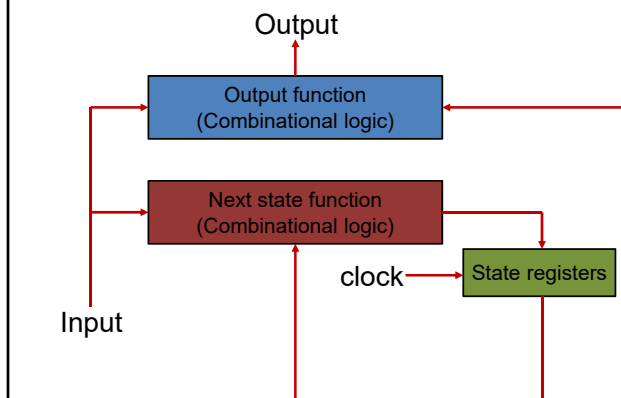 Output
Output function
(Combinational logic)
Next state function
(Combinational logic)
clock
State registers
Input